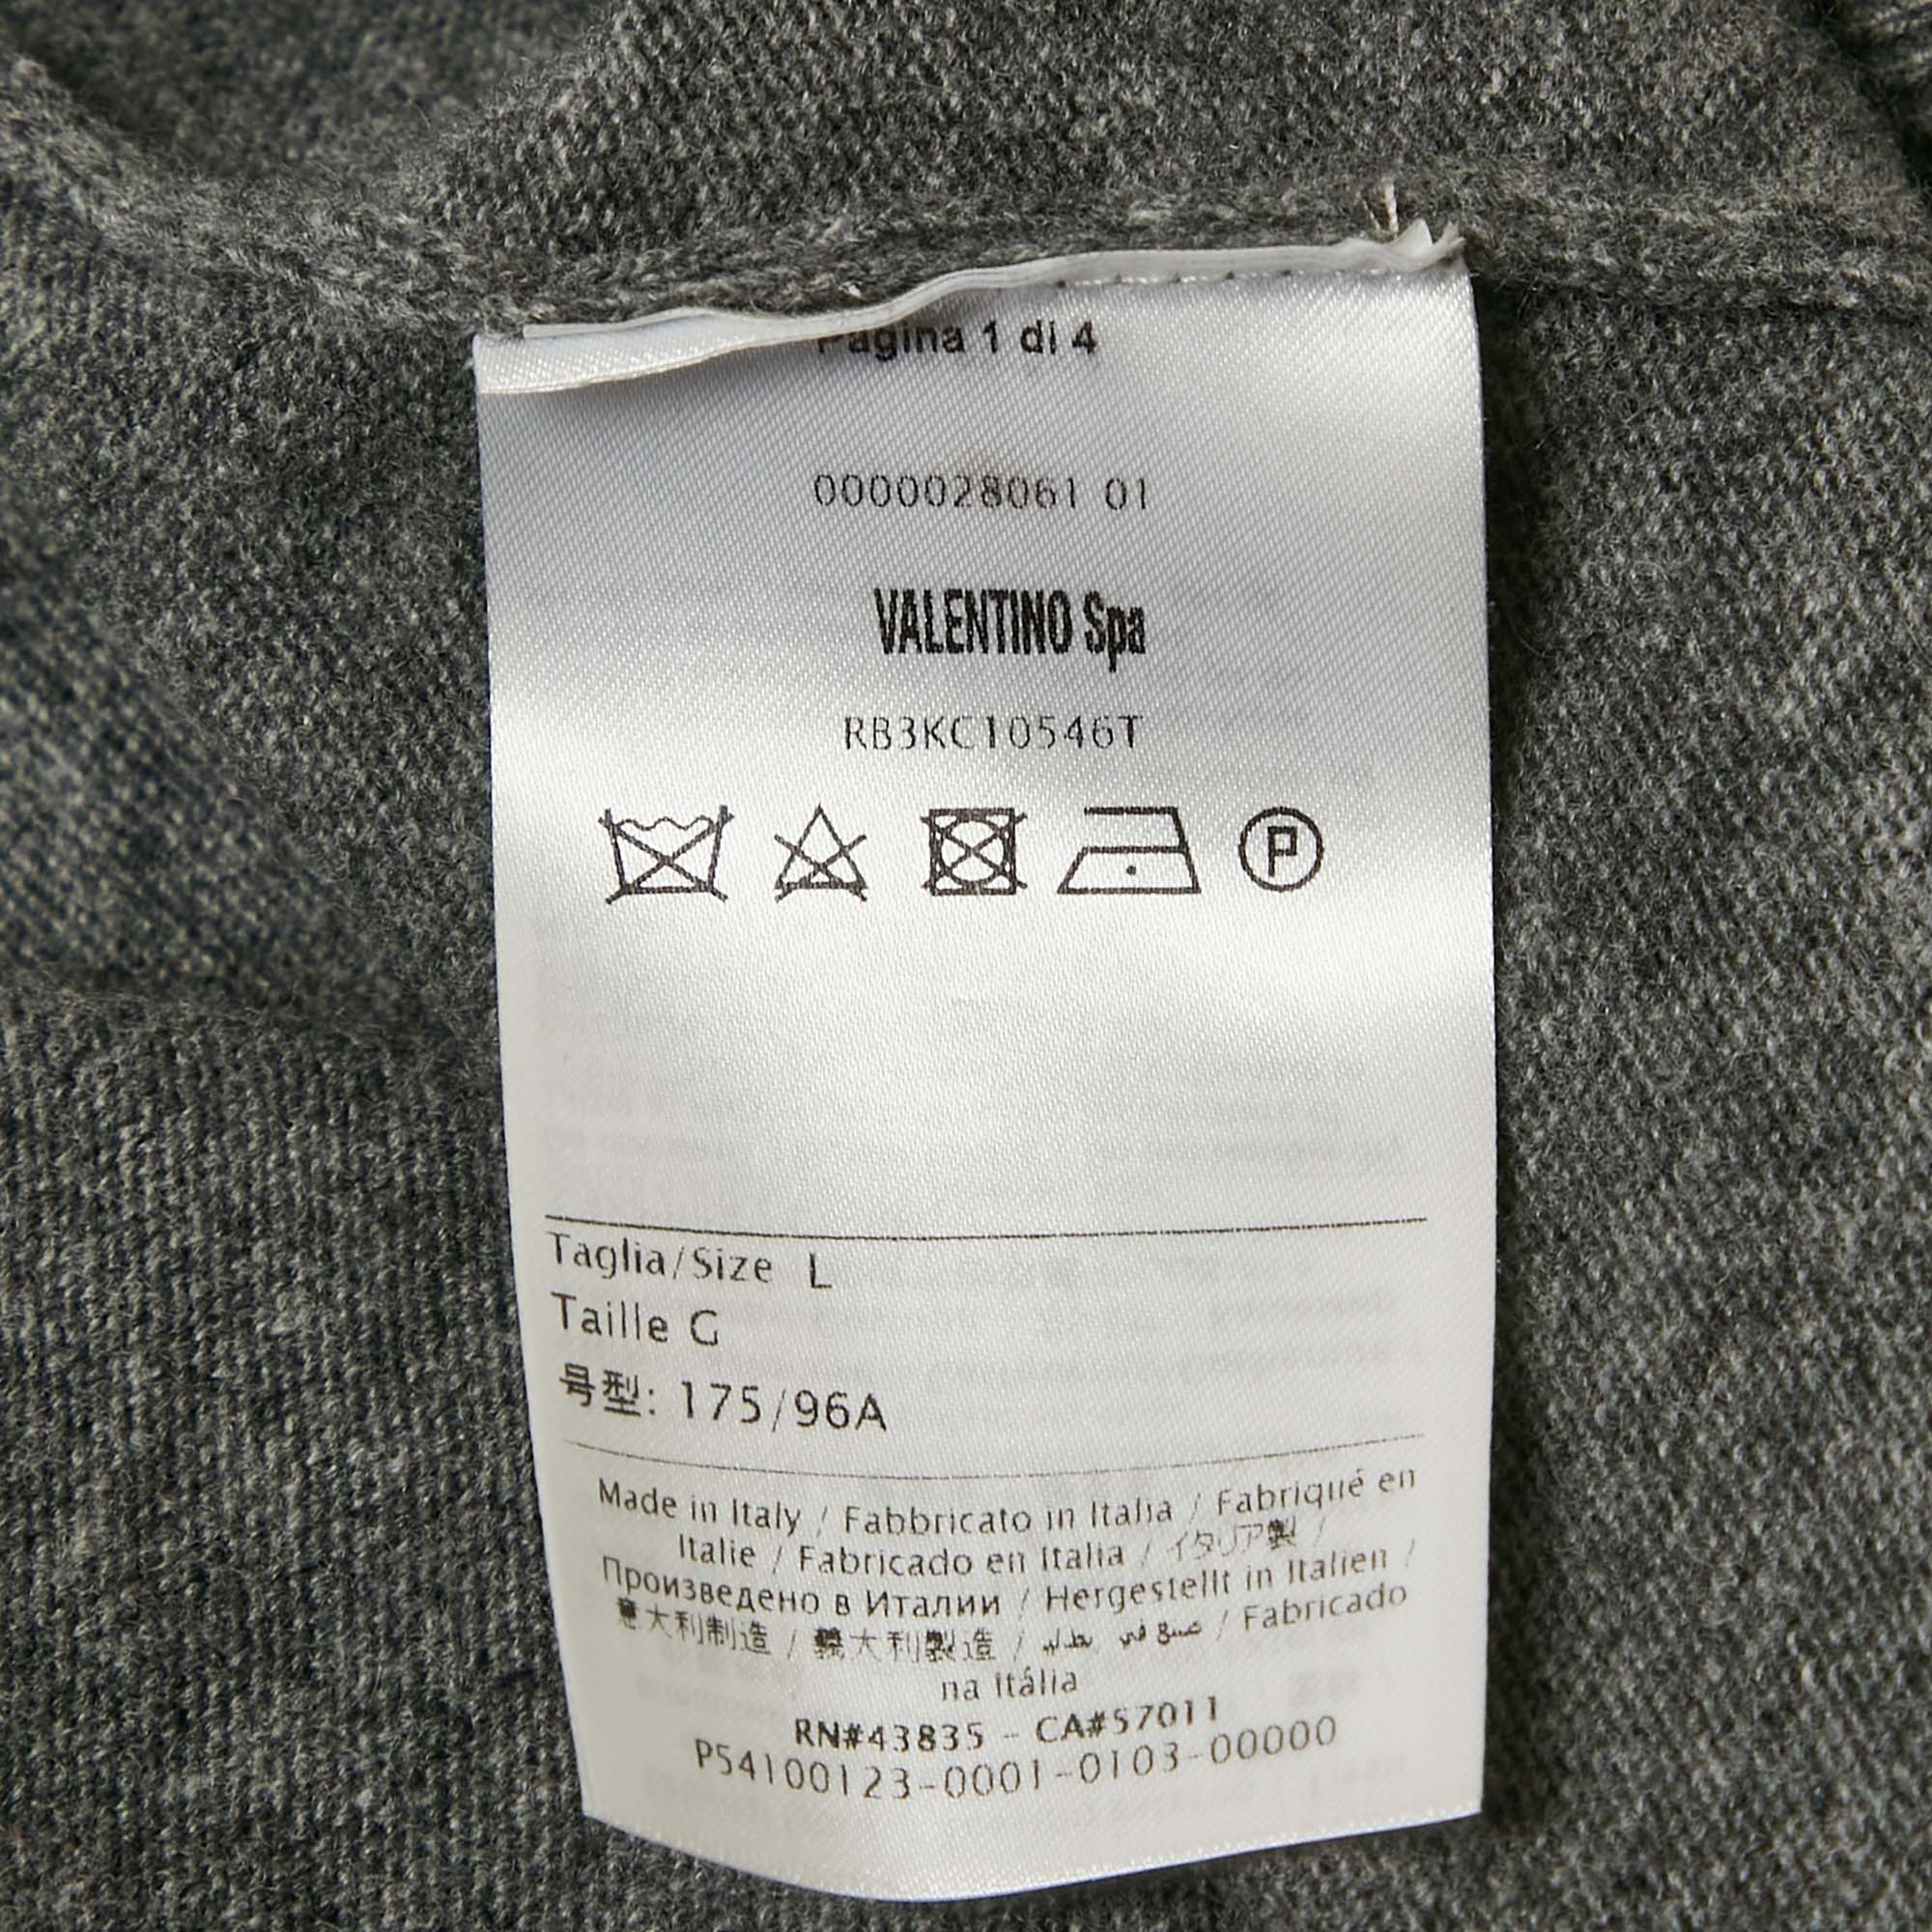 Pagina 1 di 4
0000028061 01
VALENTINO Spa
RB3KC10546T
P
Taglia/Size L
Taille G
号型: 175/96A
Made in Italy / Fabbricato in Italia / Fabriqué en
Italie / Fabricado en Italia / イタリア製 /
Произведено в Италии / Hergestellt in Italien /
意大利制造 / 義大利製造 / صنع في / Fabricado
na Itália
RN#43835 - CA#57011
P54100123-0001-0103-00000